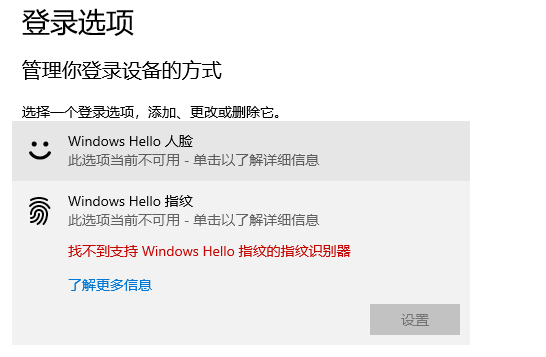 登录选项
管理你登录设备的方式
选择一个登录选项，添加、更改或删除它。
Windows Hello 人脸
此选项当前不可用 - 单击以了解详细信息
Windows Hello 指纹
此选项当前不可用 - 单击以了解详细信息
找不到支持 Windows Hello 指纹的指纹识别器
了解更多信息
设置